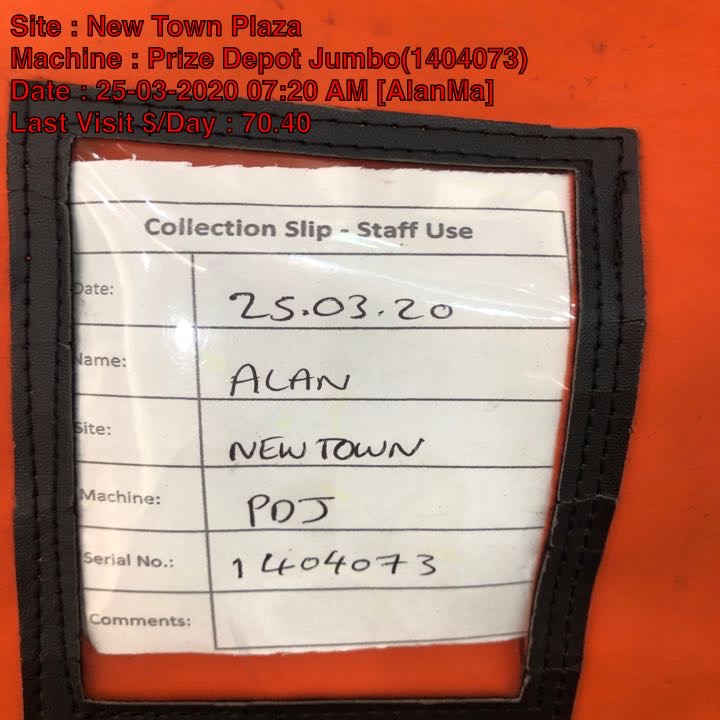 Site : New Town Plaza
Machine : Prize Depot Jumbo(1404073)
Date : 25-03-2020 07:20 AM [AlanMa]
Last Visit $/Day : 70.40
Collection Slip - Staff Use
Date: 25.03.20
Name: ALAN
Site: NEW TOWN
Machine: PDJ
Serial No.: 1404073
Comments: